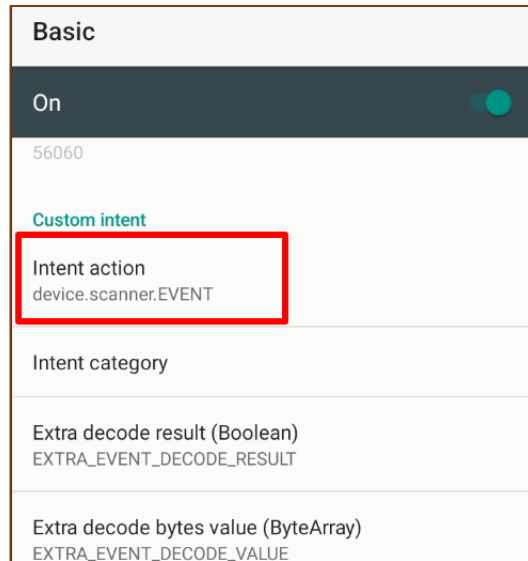 Basic
On
56060
Custom intent
Intent action
device.scanner.EVENT
Intent category
Extra decode result (Boolean)
EXTRA_EVENT_DECODE_RESULT
Extra decode bytes value (ByteArray)
EXTRA_EVENT_DECODE_VALUE